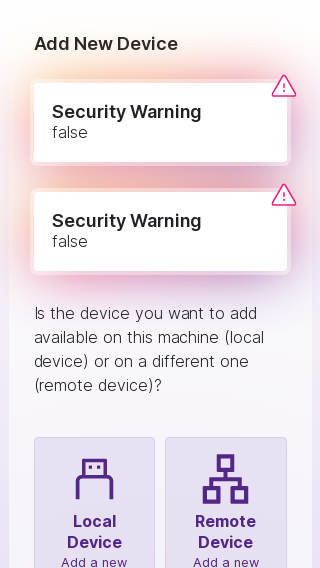 Add New Device
Security Warning
false
Security Warning
false
Is the device you want to add
available on this machine (local
device) or on a different one
(remote device)?
Local
Device
Add a new
Remote
Device
Add a new